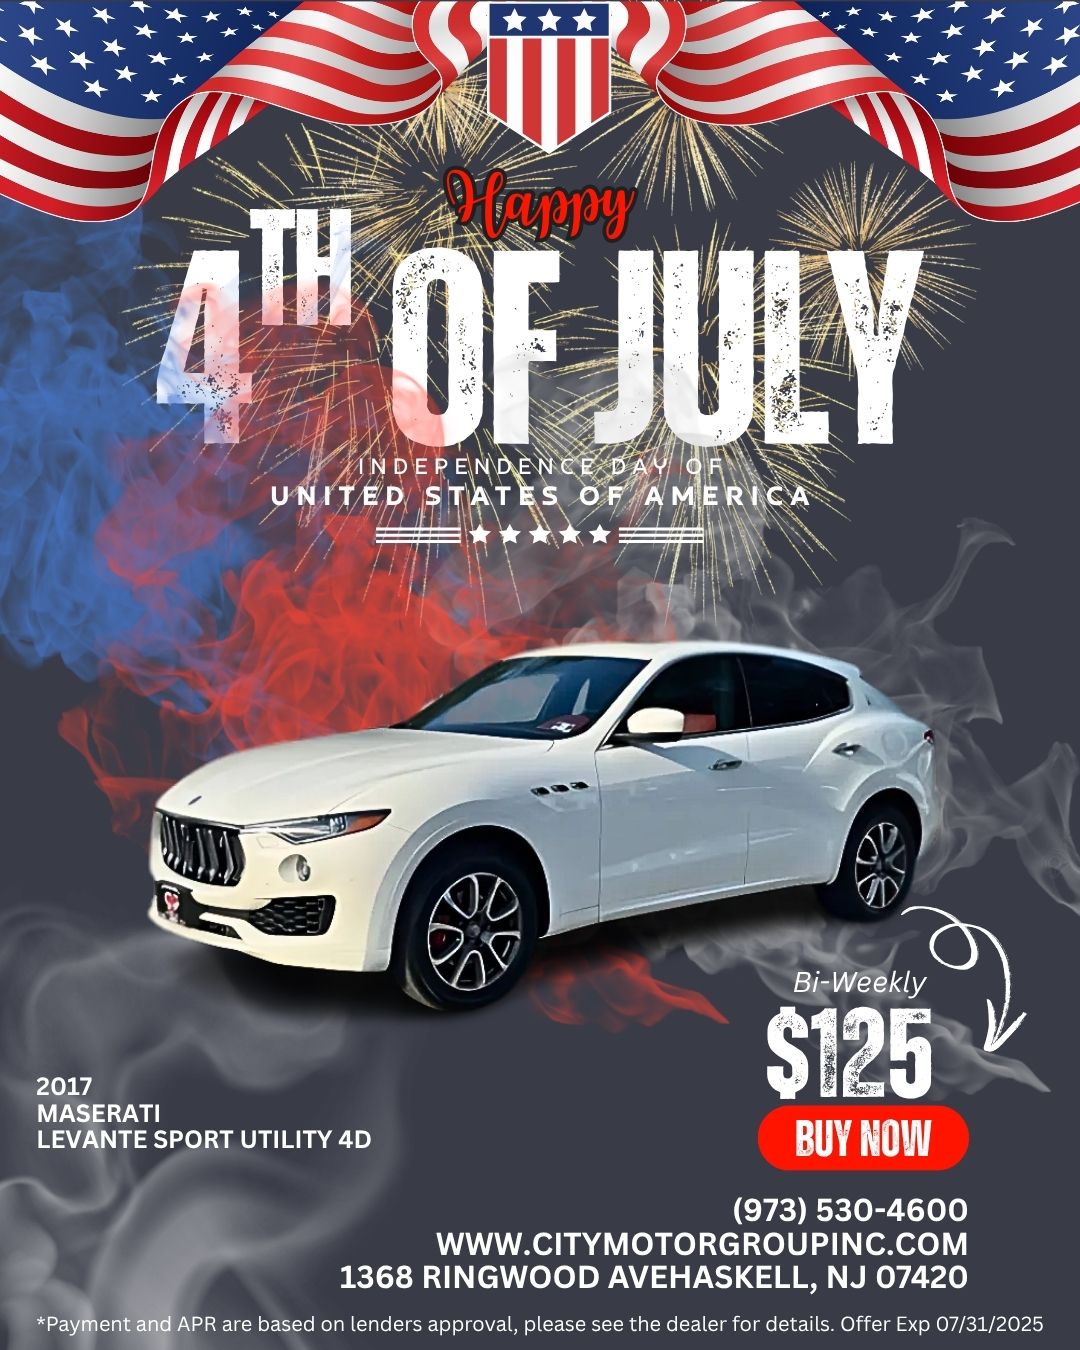 Happy
4TH OF JULY
INDEPENDENCE DAY OF
UNITED STATES OF AMERICA
Bi-Weekly
$125
BUY NOW
2017
MASERATI
LEVANTE SPORT UTILITY 4D
(973) 530-4600
WWW.CITYMOTORGROUPINC.COM
1368 RINGWOOD AVEHASKELL, NJ 07420
*Payment and APR are based on lenders approval, please see the dealer for details. Offer Exp 07/31/2025